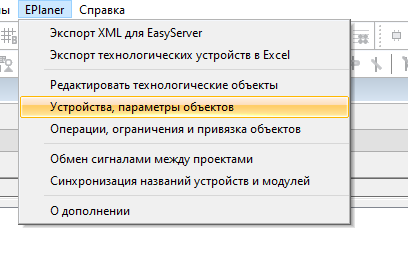 EPlaner Справка
Экспорт XML для EasyServer
Экспорт технологических устройств в Excel
Редактировать технологические объекты
Устройства, параметры объектов
Операции, ограничения и привязка объектов
Обмен сигналами между проектами
Синхронизация названий устройств и модулей
О дополнении